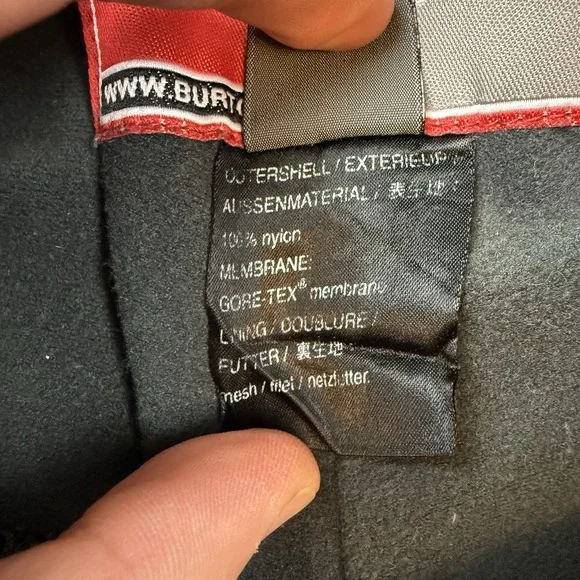 WWW.BURTO
OUTERSHELL / EXTERIEUR /
AUSSENMATERIAL / 表生地 :
100% nylon
MEMBRANE:
GORE-TEX® membrane
LINING / DOUBLURE /
FUTTER / 裏生地 :
mesh / filet / netzfutter.